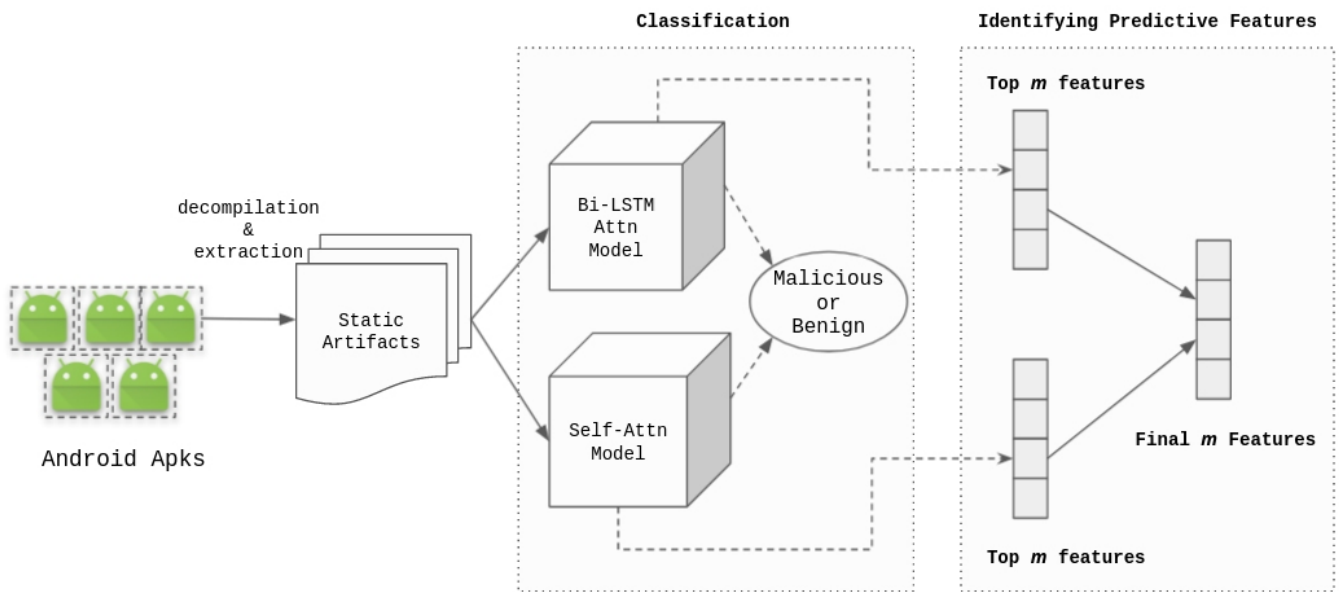 Classification
Identifying Predictive Features
Top m features
decompilation
&
extraction
Bi-LSTM
Attn
Model
Malicious
or
Benign
Static
Artifacts
Self-Attn
Model
Android Apks
Final m Features
Top m features